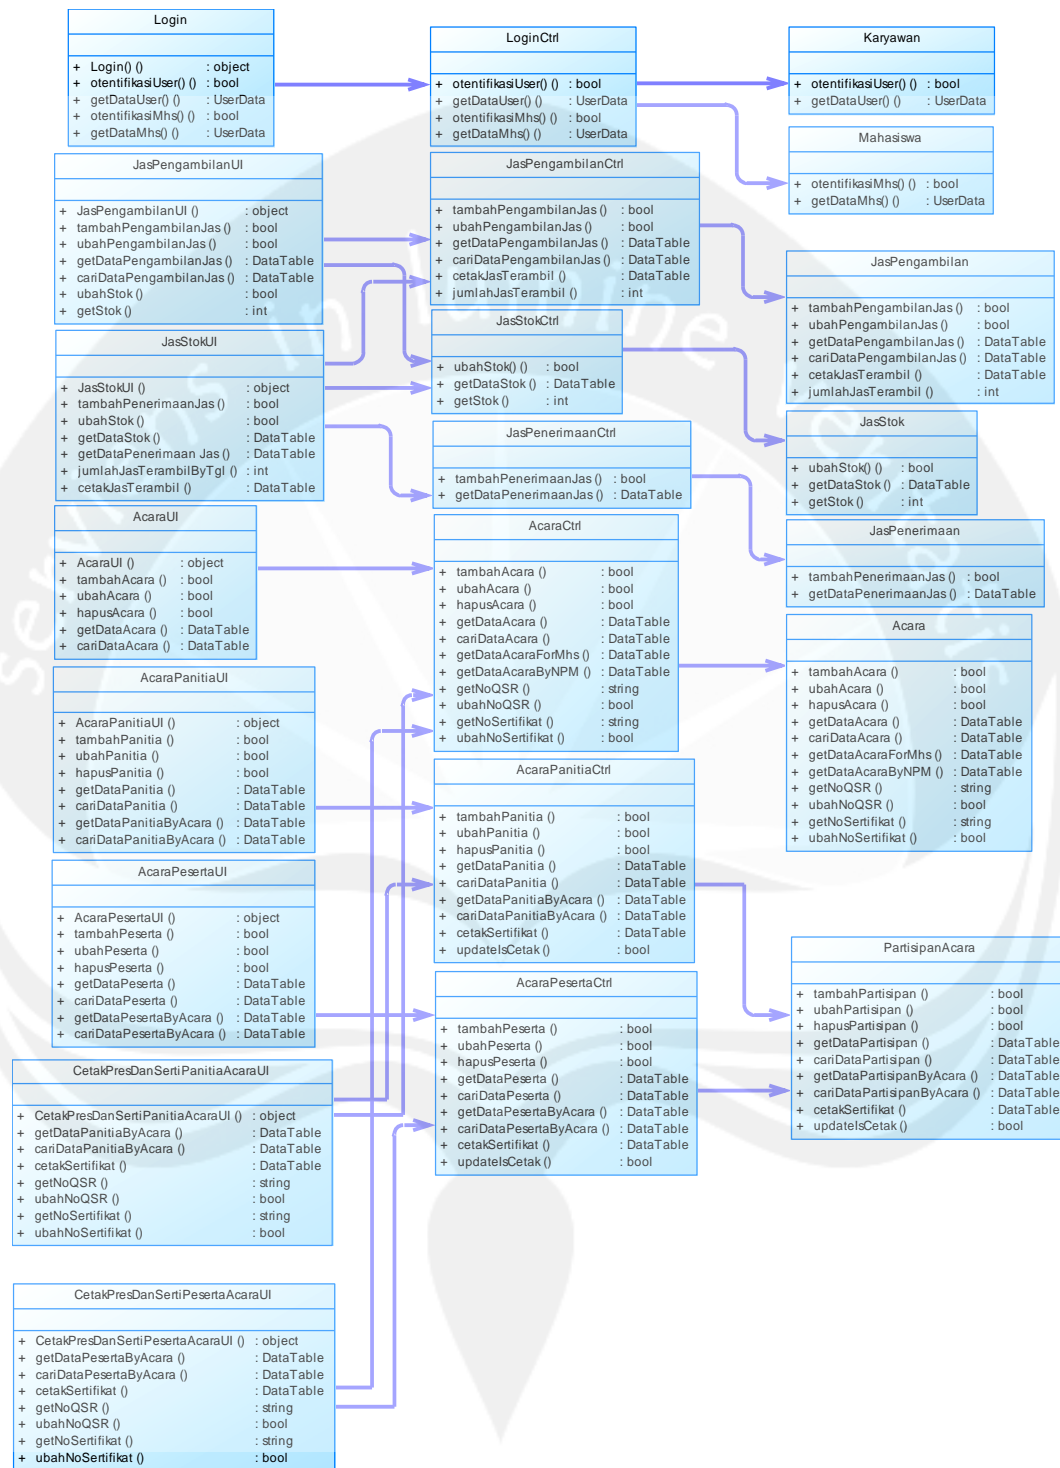 Login
+ Login() () : object
+ otentifikasiUser() () : bool
+ getDataUser() () : UserData
+ otentifikasiMhs() () : bool
+ getDataMhs() () : UserData
LoginCtrl
+ otentifikasiUser() () : bool
+ getDataUser() () : UserData
+ otentifikasiMhs() () : bool
+ getDataMhs() () : UserData
Karyawan
+ otentifikasiUser() () : bool
+ getDataUser() () : UserData
Mahasiswa
+ otentifikasiMhs() () : bool
+ getDataMhs() () : UserData
JasPengambilanUI
+ JasPengambilanUI () : object
+ tambahPengambilanJas () : bool
+ ubahPengambilanJas () : bool
+ getDataPengambilanJas () : DataTable
+ cariDataPengambilanJas () : DataTable
+ ubahStok () : bool
+ getStok () : int
JasPengambilanCtrl
+ tambahPengambilanJas () : bool
+ ubahPengambilanJas () : bool
+ getDataPengambilanJas () : DataTable
+ cariDataPengambilanJas () : DataTable
+ cetakJasTerambil () : DataTable
+ jumlahJasTerambil () : int
JasPengambilan
+ tambahPengambilanJas () : bool
+ ubahPengambilanJas () : bool
+ getDataPengambilanJas () : DataTable
+ cariDataPengambilanJas () : DataTable
+ cetakJasTerambil () : DataTable
+ jumlahJasTerambil () : int
JasStokUI
+ JasStokUI () : object
+ tambahPenerimaanJas () : bool
+ ubahStok () : bool
+ getDataStok () : DataTable
+ getDataPenerimaan Jas () : DataTable
+ jumlahJasTerambilByTgl () : int
+ cetakJasTerambil () : DataTable
JasStokCtrl
+ ubahStok() () : bool
+ getDataStok () : DataTable
+ getStok () : int
JasStok
+ ubahStok() () : bool
+ getDataStok () : DataTable
+ getStok () : int
JasPenerimaanCtrl
+ tambahPenerimaanJas () : bool
+ getDataPenerimaanJas () : DataTable
JasPenerimaan
+ tambahPenerimaanJas () : bool
+ getDataPenerimaanJas () : DataTable
AcaraUI
+ AcaraUI () : object
+ tambahAcara () : bool
+ ubahAcara () : bool
+ hapusAcara () : bool
+ getDataAcara () : DataTable
+ cariDataAcara () : DataTable
AcaraCtrl
+ tambahAcara () : bool
+ ubahAcara () : bool
+ hapusAcara () : bool
+ getDataAcara () : DataTable
+ cariDataAcara () : DataTable
+ getDataAcaraForMhs () : DataTable
+ getDataAcaraByNPM () : DataTable
+ getNoQSR () : string
+ ubahNoQSR () : bool
+ getNoSertifikat () : string
+ ubahNoSertifikat () : bool
Acara
+ tambahAcara () : bool
+ ubahAcara () : bool
+ hapusAcara () : bool
+ getDataAcara () : DataTable
+ cariDataAcara () : DataTable
+ getDataAcaraForMhs () : DataTable
+ getDataAcaraByNPM () : DataTable
+ getNoQSR () : string
+ ubahNoQSR () : bool
+ getNoSertifikat () : string
+ ubahNoSertifikat () : bool
AcaraPanitiaUI
+ AcaraPanitiaUI () : object
+ tambahPanitia () : bool
+ ubahPanitia () : bool
+ hapusPanitia () : bool
+ getDataPanitia () : DataTable
+ cariDataPanitia () : DataTable
+ getDataPanitiaByAcara () : DataTable
+ cariDataPanitiaByAcara () : DataTable
AcaraPanitiaCtrl
+ tambahPanitia () : bool
+ ubahPanitia () : bool
+ hapusPanitia () : bool
+ getDataPanitia () : DataTable
+ cariDataPanitia () : DataTable
+ getDataPanitiaByAcara () : DataTable
+ cariDataPanitiaByAcara () : DataTable
+ cetakSertifikat () : DataTable
+ updateIsCetak () : bool
AcaraPesertaUI
+ AcaraPesertaUI () : object
+ tambahPeserta () : bool
+ ubahPeserta () : bool
+ hapusPeserta () : bool
+ getDataPeserta () : DataTable
+ cariDataPeserta () : DataTable
+ getDataPesertaByAcara () : DataTable
+ cariDataPesertaByAcara () : DataTable
AcaraPesertaCtrl
+ tambahPeserta () : bool
+ ubahPeserta () : bool
+ hapusPeserta () : bool
+ getDataPeserta () : DataTable
+ cariDataPeserta () : DataTable
+ getDataPesertaByAcara () : DataTable
+ cariDataPesertaByAcara () : DataTable
+ cetakSertifikat () : DataTable
+ updateIsCetak () : bool
PartisipanAcara
+ tambahPartisipan () : bool
+ ubahPartisipan () : bool
+ hapusPartisipan () : bool
+ getDataPartisipan () : DataTable
+ cariDataPartisipan () : DataTable
+ getDataPartisipanByAcara () : DataTable
+ cariDataPartisipanByAcara () : DataTable
+ cetakSertifikat () : DataTable
+ updateIsCetak () : bool
CetakPresDanSertiPanitiaAcaraUI
+ CetakPresDanSertiPanitiaAcaraUI () : object
+ getDataPanitiaByAcara () : DataTable
+ cariDataPanitiaByAcara () : DataTable
+ cetakSertifikat () : DataTable
+ getNoQSR () : string
+ ubahNoQSR () : bool
+ getNoSertifikat () : string
+ ubahNoSertifikat () : bool
CetakPresDanSertiPesertaAcaraUI
+ CetakPresDanSertiPesertaAcaraUI () : object
+ getDataPesertaByAcara () : DataTable
+ cariDataPesertaByAcara () : DataTable
+ cetakSertifikat () : DataTable
+ getNoQSR () : string
+ ubahNoQSR () : bool
+ getNoSertifikat () : string
+ ubahNoSertifikat () : bool
serviens in lumine veritatis